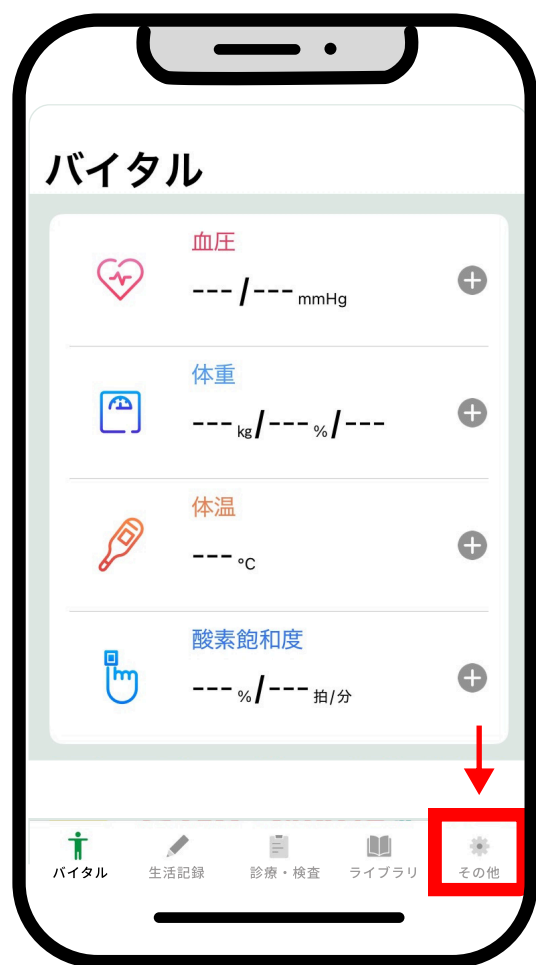 バイタル
血圧
--- / --- mmHg
体重
--- kg / --- % / ---
体温
--- °C
酸素飽和度
--- % / --- 拍/分
バイタル 生活記録 診療・検査 ライブラリ その他